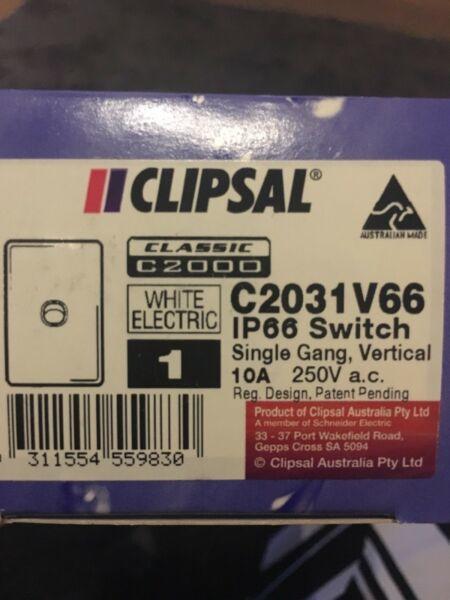 CLIPSAL®
AUSTRALIAN MADE
CLASSIC
C2000
WHITE
ELECTRIC
1
C2031V66
IP66 Switch
Single Gang, Vertical
10A 250V a.c.
Reg. Design, Patent Pending
Product of Clipsal Australia Pty Ltd
A member of Schneider Electric
33 - 37 Port Wakefield Road,
Gepps Cross SA 5094
© Clipsal Australia Pty Ltd
311554 559830